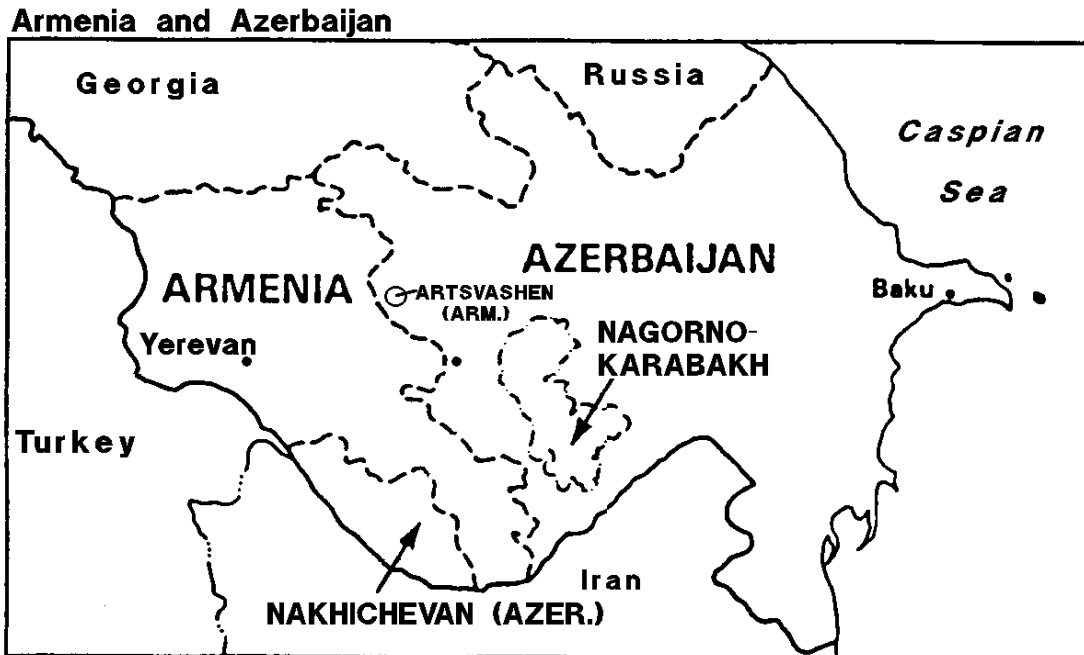 Armenia and Azerbaijan
Georgia
Russia
Caspian
Sea
AZERBAIJAN
ARMENIA
ARTSVASHEN
(ARM.)
Baku
NAGORNO-
KARABAKH
Yerevan
Turkey
Iran
NAKHICHEVAN (AZER.)